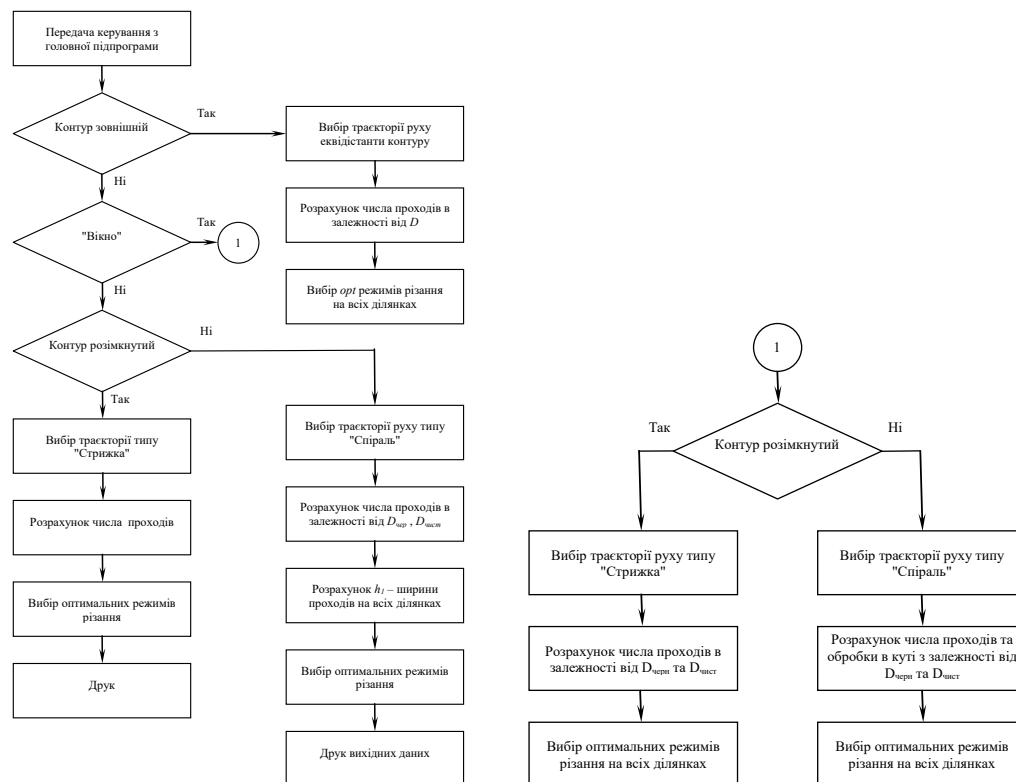 Передача керування з
головної підпрограми
Контур зовнішній
Так
Ні
Вибір траєкторії руху
еквідістанти контуру
Розрахунок числа проходів в
залежності від D
Вибір opt режимів різання
на всіх ділянках
"Вікно"
Так
1
Ні
Контур розімкнутий
Ні
Так
Вибір траєкторії типу
"Стрижка"
Розрахунок числа проходів
Вибір оптимальних режимів
різання
Друк
Вибір траєкторії руху типу
"Спіраль"
Розрахунок числа проходів в
залежності від Dчер , Dчист
Розрахунок h1 – ширини
проходів на всіх ділянках
Вибір оптимальних режимів
різання
Друк вихідних даних
1
Контур розімкнутий
Так
Ні
Вибір траєкторії руху типу
"Стрижка"
Розрахунок числа проходів в
залежності від Dчерн та Dчист
Вибір оптимальних режимів
різання на всіх ділянках
Вибір траєкторії руху типу
"Спіраль"
Розрахунок числа проходів та
обробки в куті з залежності від
Dчерн та Dчист
Вибір оптимальних режимів
різання на всіх ділянках